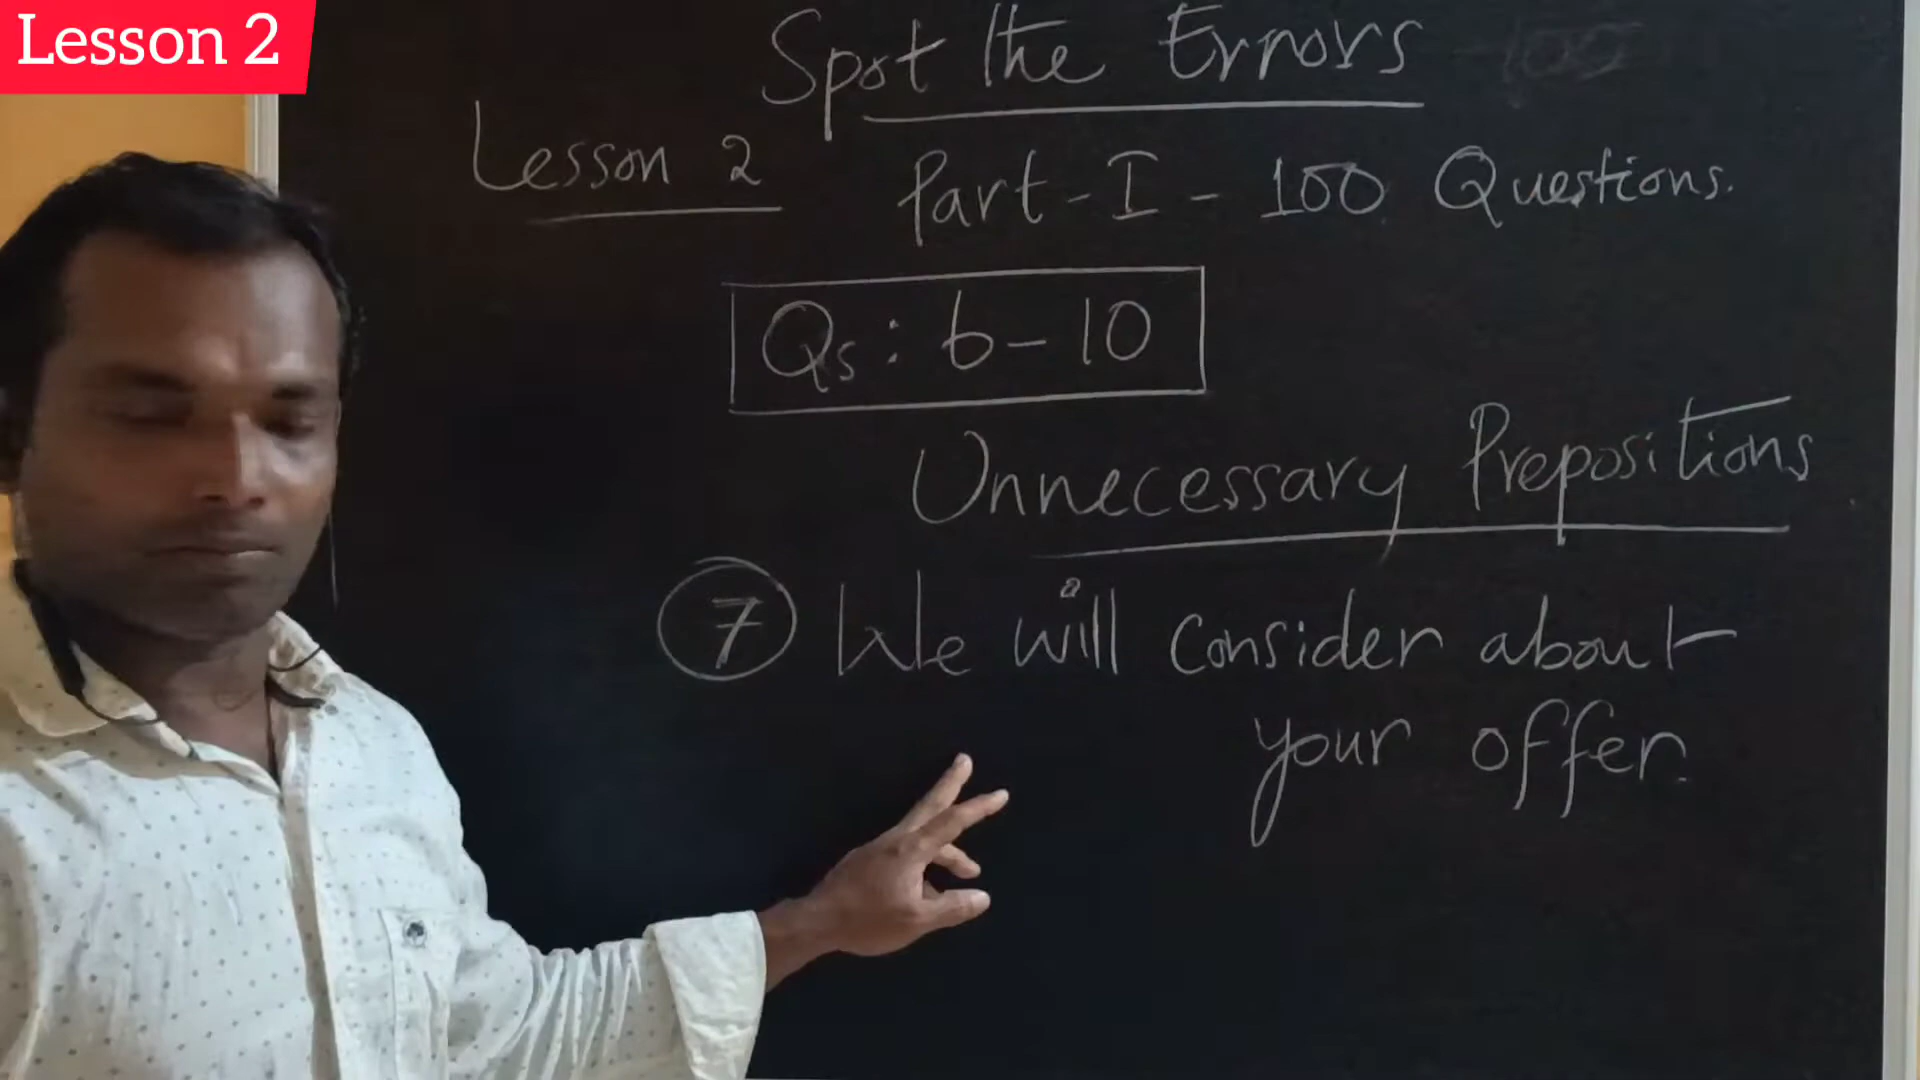 Lesson 2
Spot the Errors
Lesson 2
Part-I-100 Questions.
Qs: 6-10
Unnecessary Prepositions
7 We will consider about
your offer.